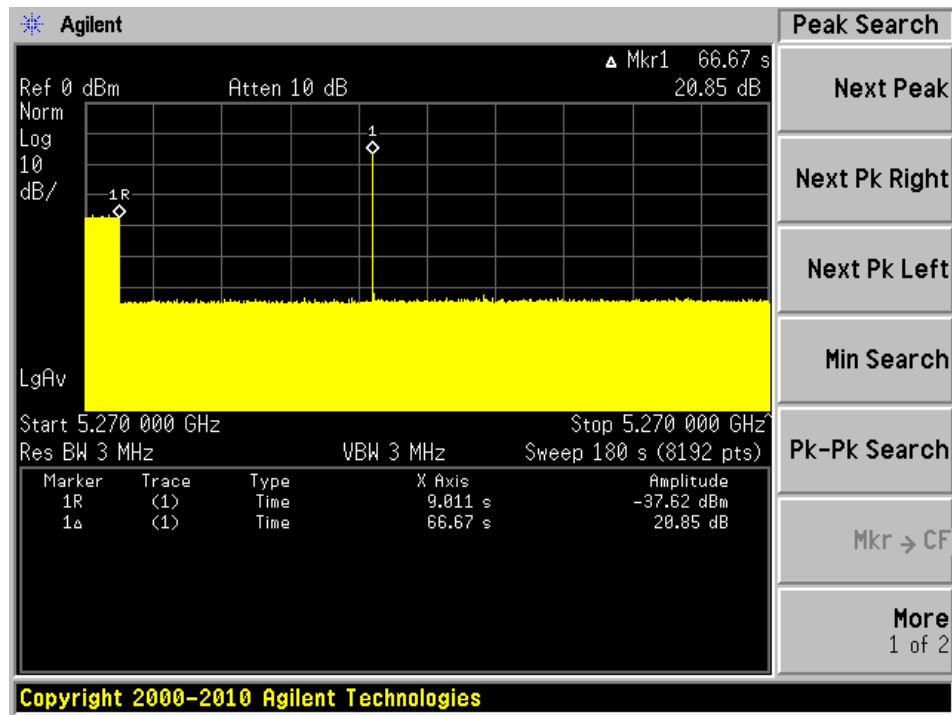 Agilent
Peak Search
▵ Mkr1 66.67 s
Ref 0 dBm Atten 10 dB 20.85 dB
Norm
Log
10
dB/
1
1R
LgAv
Start 5.270 000 GHz Stop 5.270 000 GHz^
Res BW 3 MHz VBW 3 MHz Sweep 180 s (8192 pts)
Marker Trace Type X Axis Amplitude
1R (1) Time 9.011 s -37.62 dBm
1▵ (1) Time 66.67 s 20.85 dB
Next Peak
Next Pk Right
Next Pk Left
Min Search
Pk-Pk Search
Mkr → CF
More
1 of 2
Copyright 2000-2010 Agilent Technologies